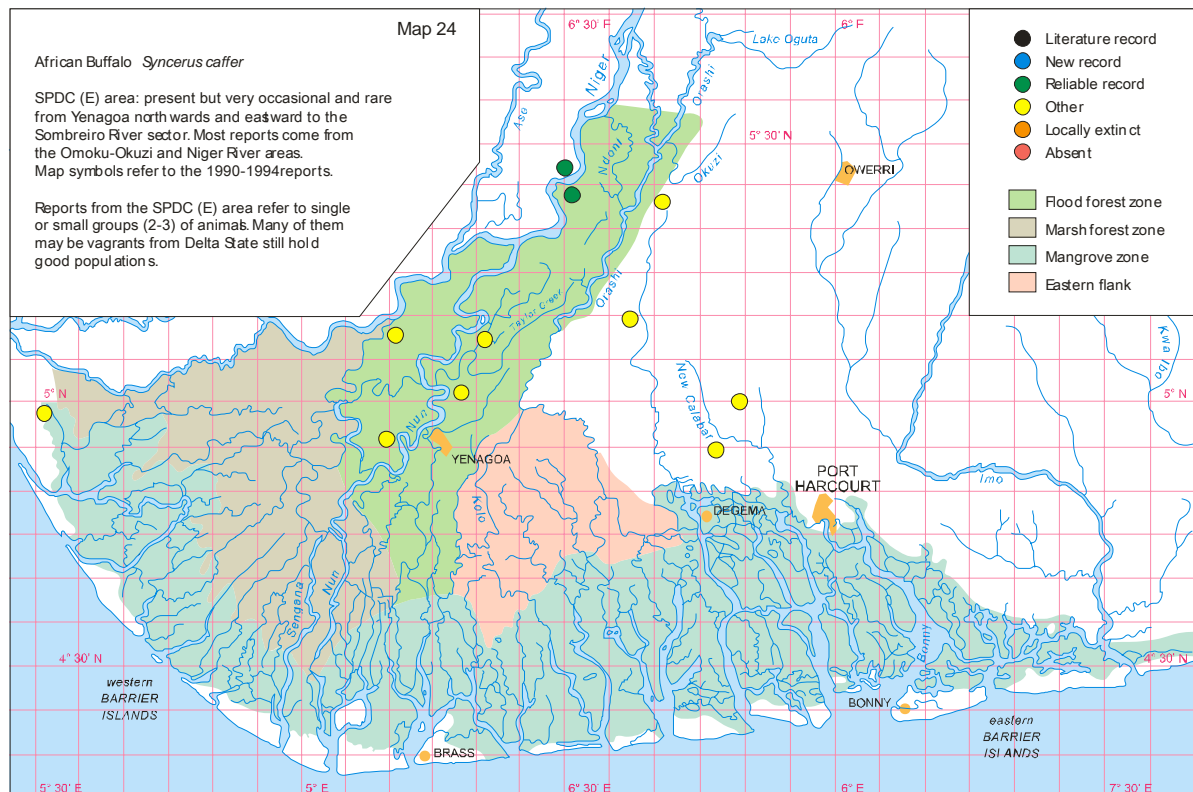 Map 24
African Buffalo Syncerus caffer
SPDC (E) area: present but very occasional and rare
from Yenagoa northwards and eastward to the
Sombreiro River sector. Most reports come from
the Omoku-Okuzi and Niger River areas.
Map symbols refer to the 1990-1994 reports.
Reports from the SPDC (E) area refer to single
or small groups (2-3) of animals. Many of them
may be vagrants from Delta State still hold
good populations.
6° 30' F
6° F
Literature record
New record
Reliable record
Other
Locally extinct
Absent
Flood forest zone
Marsh forest zone
Mangrove zone
Eastern flank
Lake Oguta
Niger
Orashi
Ase
5° 30' N
Ndoni
Okuzi
OWERRI
Orashi
Taylor Creek
Kwa Ibo
New Calabar
5° N
5° N
Nun
YENAGOA
Imo
PORT
HARCOURT
Kolo
DEGEMA
Sengana
Nun
Bonny
4° 30' N
4° 30' N
western
BARRIER
ISLANDS
BONNY
eastern
BARRIER
ISLANDS
BRASS
5° 30' E
5° E
6° 30' E
6° E
7° 30' E